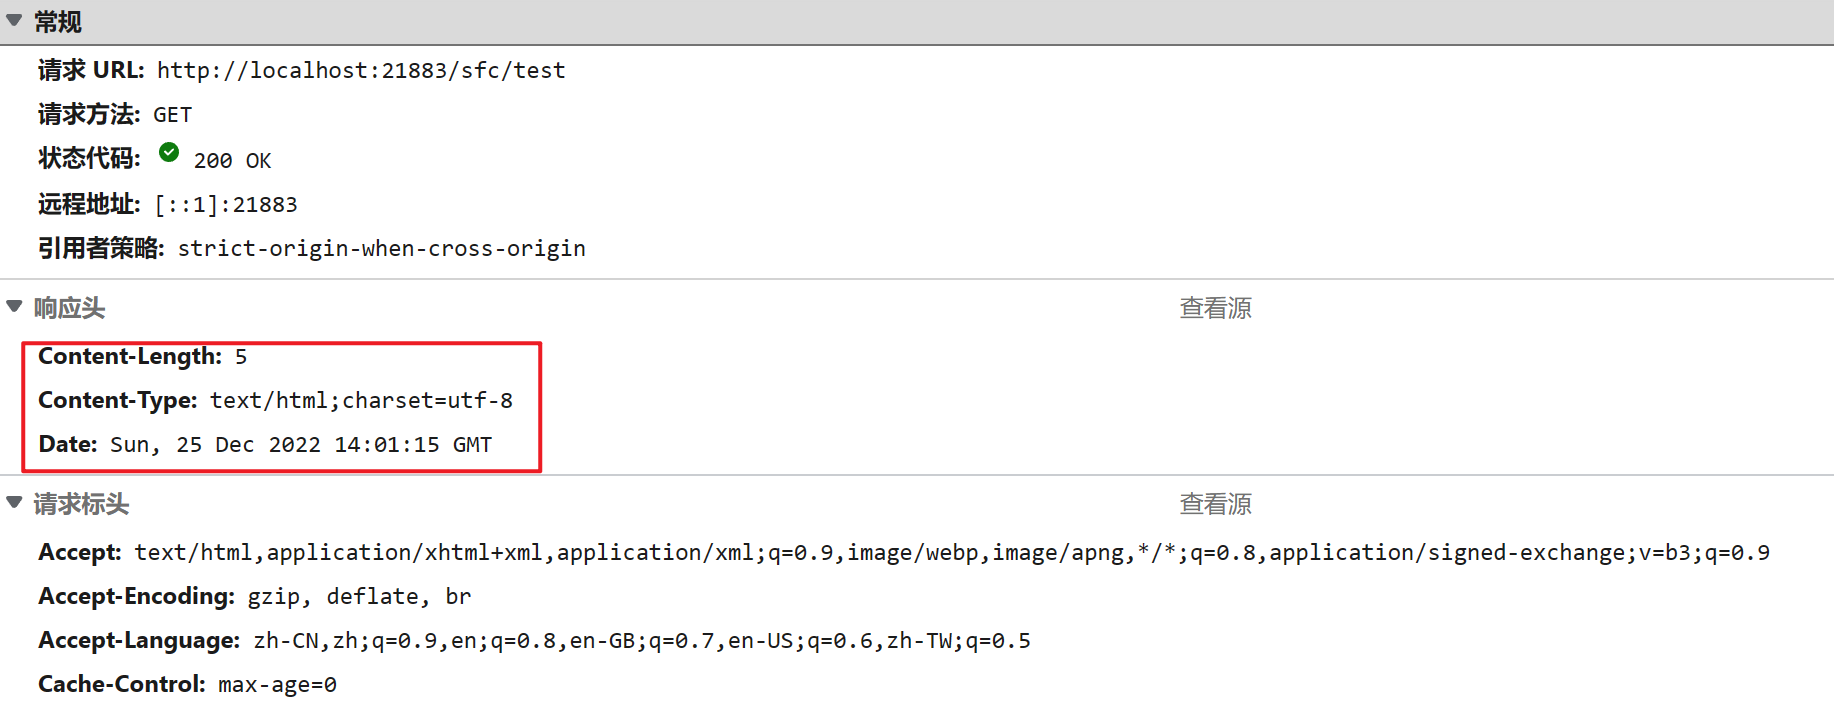 常规
请求 URL: http://localhost:21883/sfc/test
请求方法: GET
状态代码: 200 OK
远程地址: [::1]:21883
引用者策略: strict-origin-when-cross-origin
响应头 查看源
Content-Length: 5
Content-Type: text/html;charset=utf-8
Date: Sun, 25 Dec 2022 14:01:15 GMT
请求标头 查看源
Accept: text/html,application/xhtml+xml,application/xml;q=0.9,image/webp,image/apng,*/*;q=0.8,application/signed-exchange;v=b3;q=0.9
Accept-Encoding: gzip, deflate, br
Accept-Language: zh-CN,zh;q=0.9,en;q=0.8,en-GB;q=0.7,en-US;q=0.6,zh-TW;q=0.5
Cache-Control: max-age=0